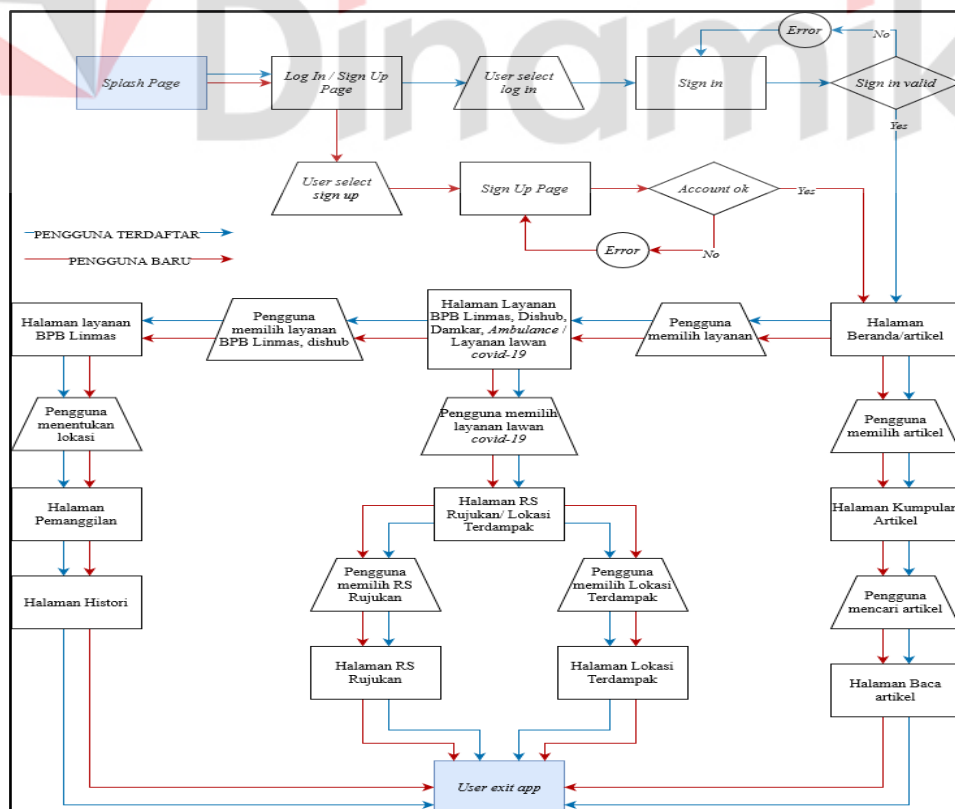 Dinamik
No
Error
Splash Page
Log In / Sign Up
Page
User select
log in
Sign in
Sign in valid
Yes
User select
sign up
Sign Up Page
Account ok
Yes
Error
No
PENGGUNA TERDAFTAR
PENGGUNA BARU
Halaman layanan
BPB Linmas
Pengguna
memilih layanan
BPB Linmas, dishub
Halaman Layanan
BPB Linmas, Dishub,
Damkar, Ambulance /
Layanan lawan
covid-19
Pengguna
memilih layanan
Halaman
Beranda/artikel
Pengguna
menentukan
lokasi
Pengguna memilih
layanan lawan
covid-19
Pengguna
memilih artikel
Halaman
Pemanggilan
Halaman RS
Rujukan/ Lokasi
Terdampak
Halaman Kumpulan
Artikel
Halaman Histori
Pengguna
memilih RS
Rujukan
Pengguna
memilih Lokasi
Terdampak
Pengguna
mencari artikel
Halaman RS
Rujukan
Halaman Lokasi
Terdampak
Halaman Baca
artikel
User exit app